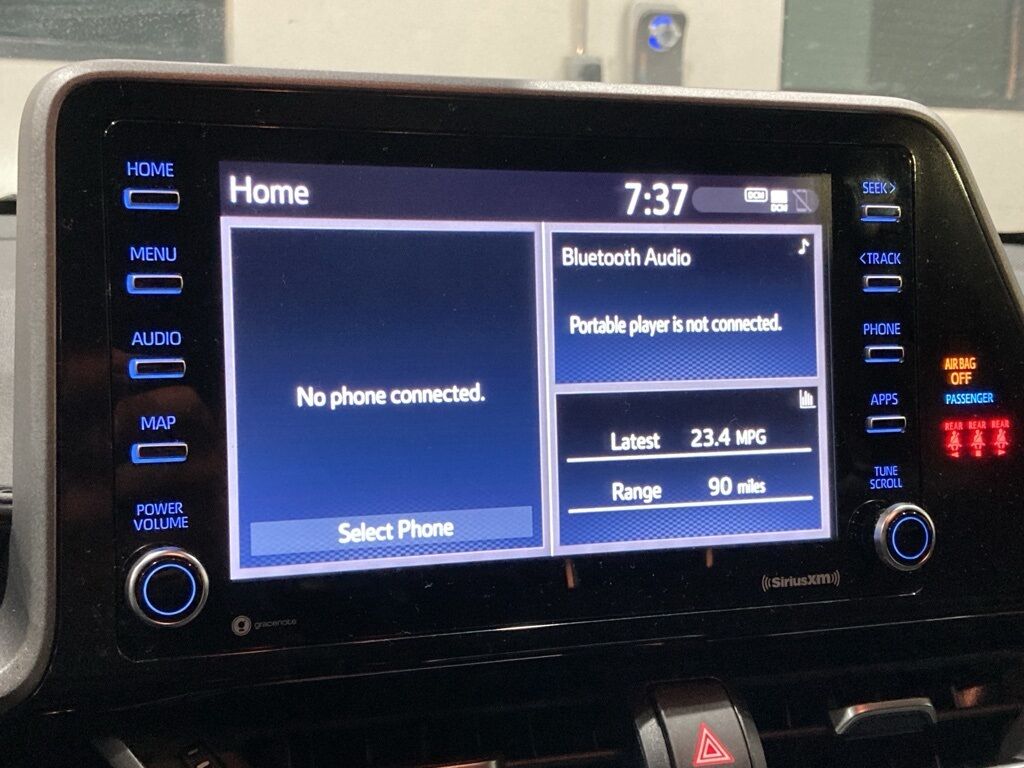 HOME
MENU
AUDIO
MAP
POWER
VOLUME
Home
7:37
DCM
DCM
No phone connected.
Select Phone
Bluetooth Audio
Portable player is not connected.
Latest 23.4 MPG
Range 90 miles
SEEK>
<TRACK
PHONE
APPS
TUNE
SCROLL
AIR BAG
OFF
PASSENGER
REAR REAR REAR
gracenote
((SiriusXM))